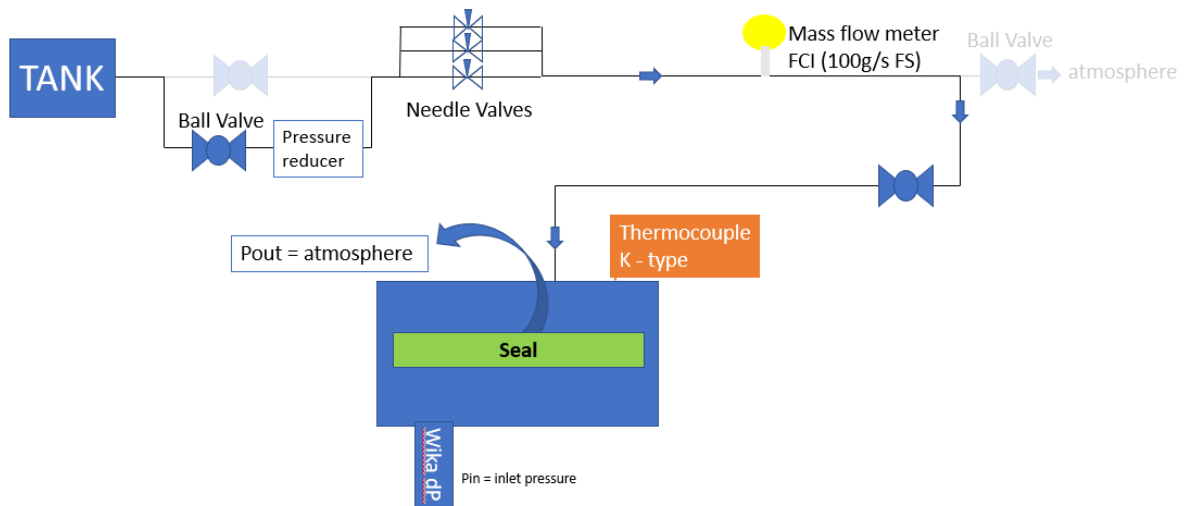 TANK
Ball Valve
Pressure
reducer
Needle Valves
Mass flow meter
FCI (100g/s FS)
Ball Valve
atmosphere
Pout = atmosphere
Thermocouple
K - type
Seal
Wika dP
Pin = inlet pressure